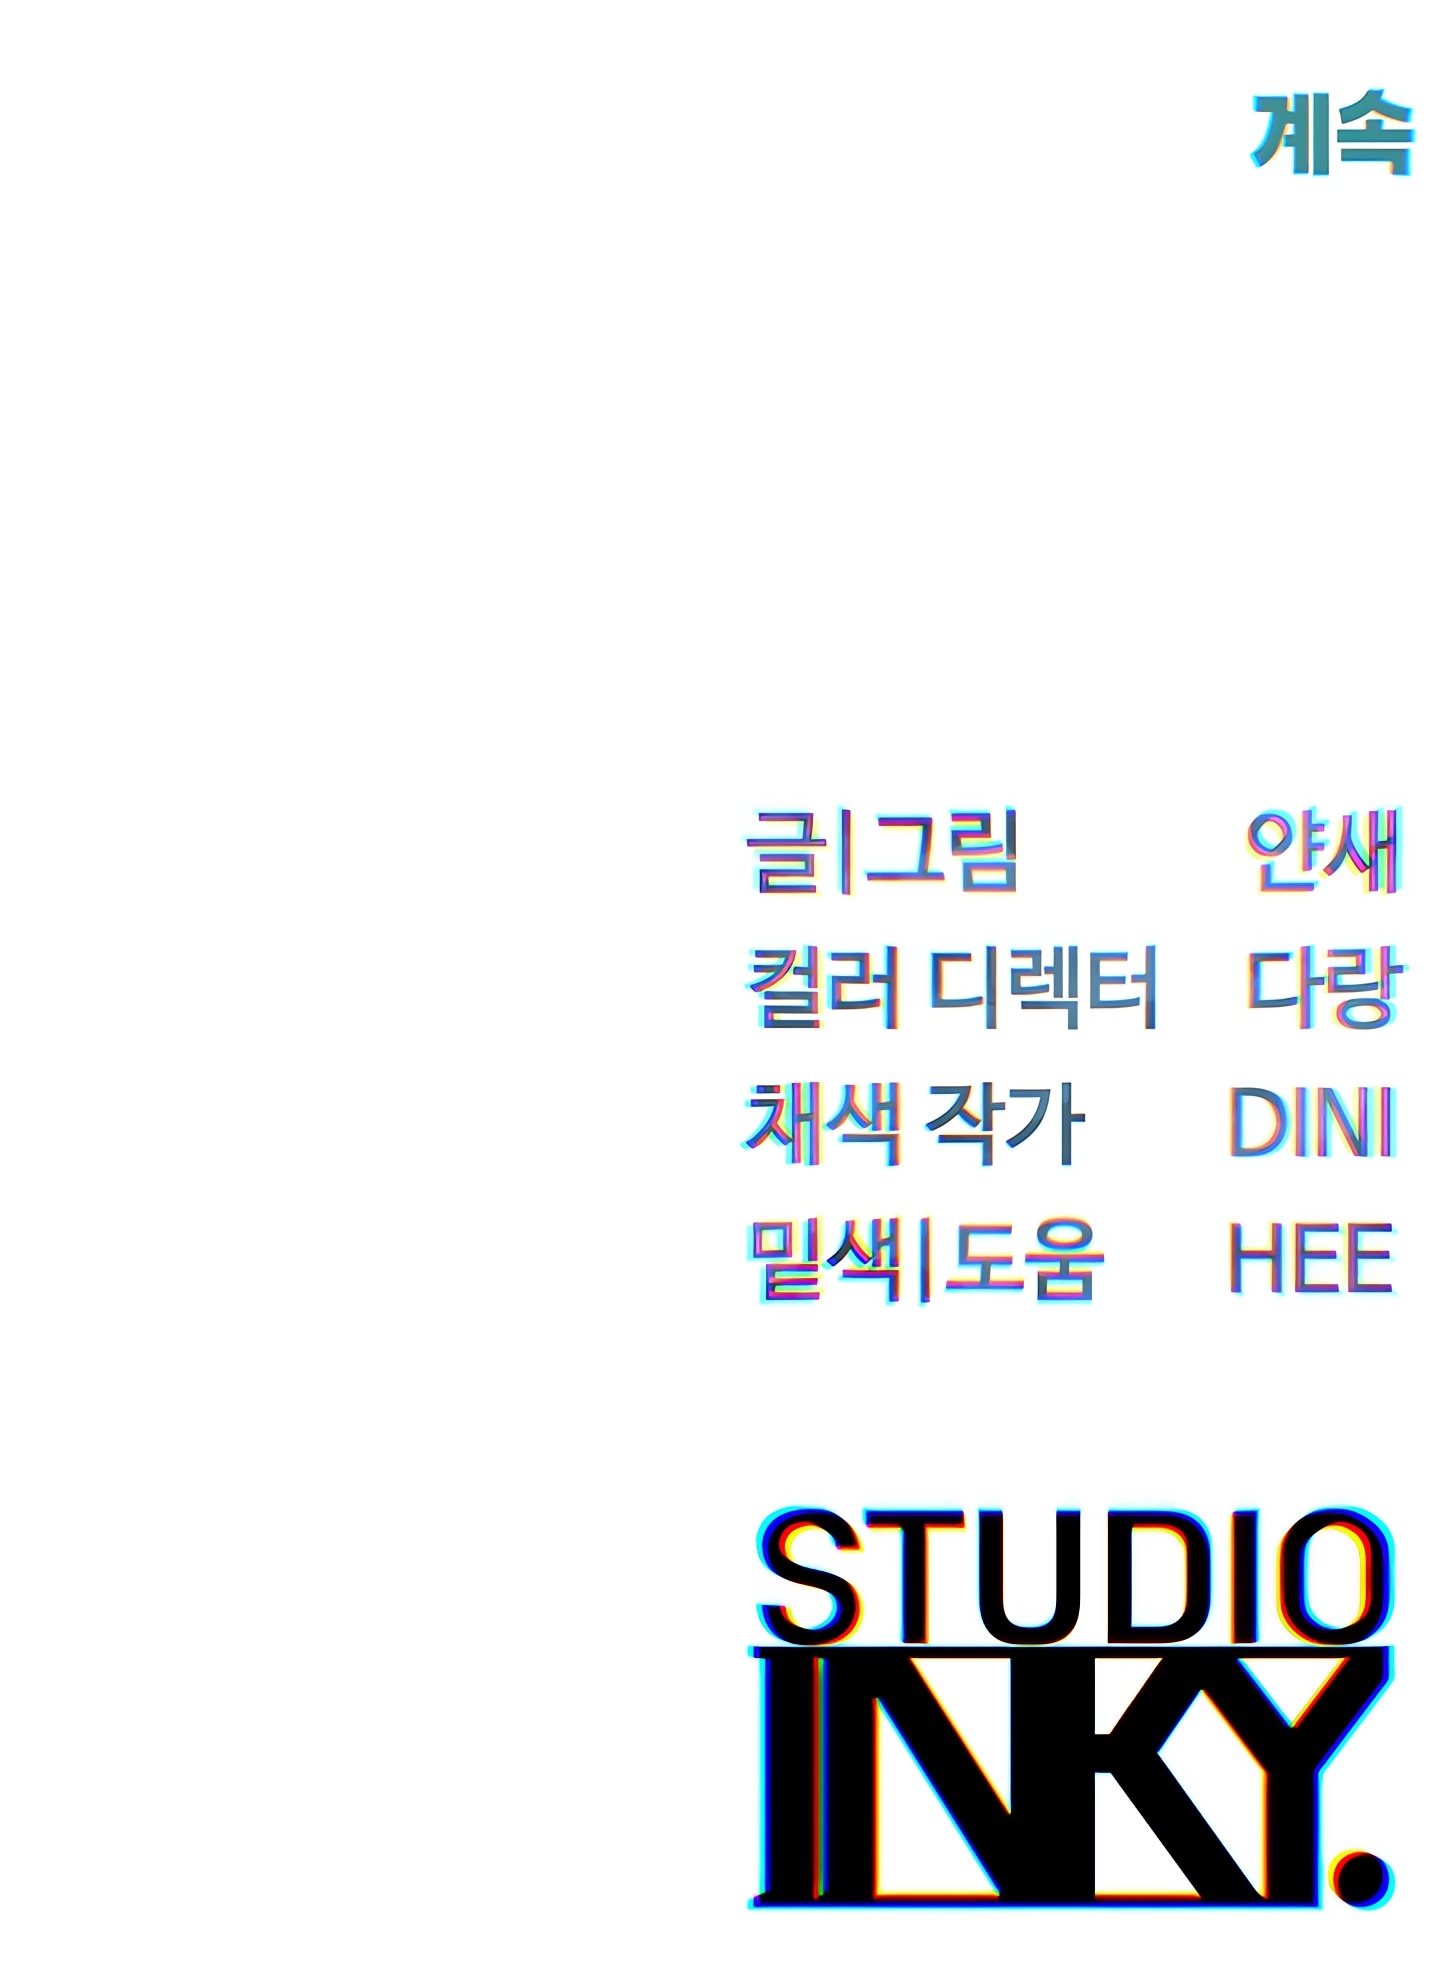 계속
글|그림 얀새
컬러 디렉터 다랑
채색 작가 DINI
밑색|도움 HEE
STUDIO
INKY.